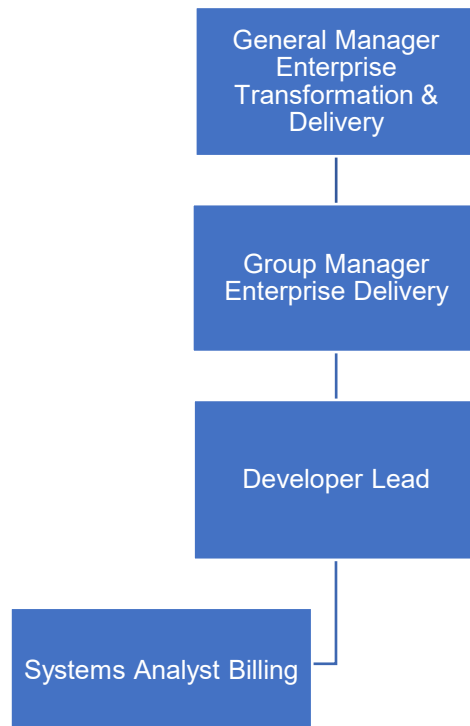 General Manager
Enterprise
Transformation &
Delivery
Group Manager
Enterprise Delivery
Developer Lead
Systems Analyst Billing